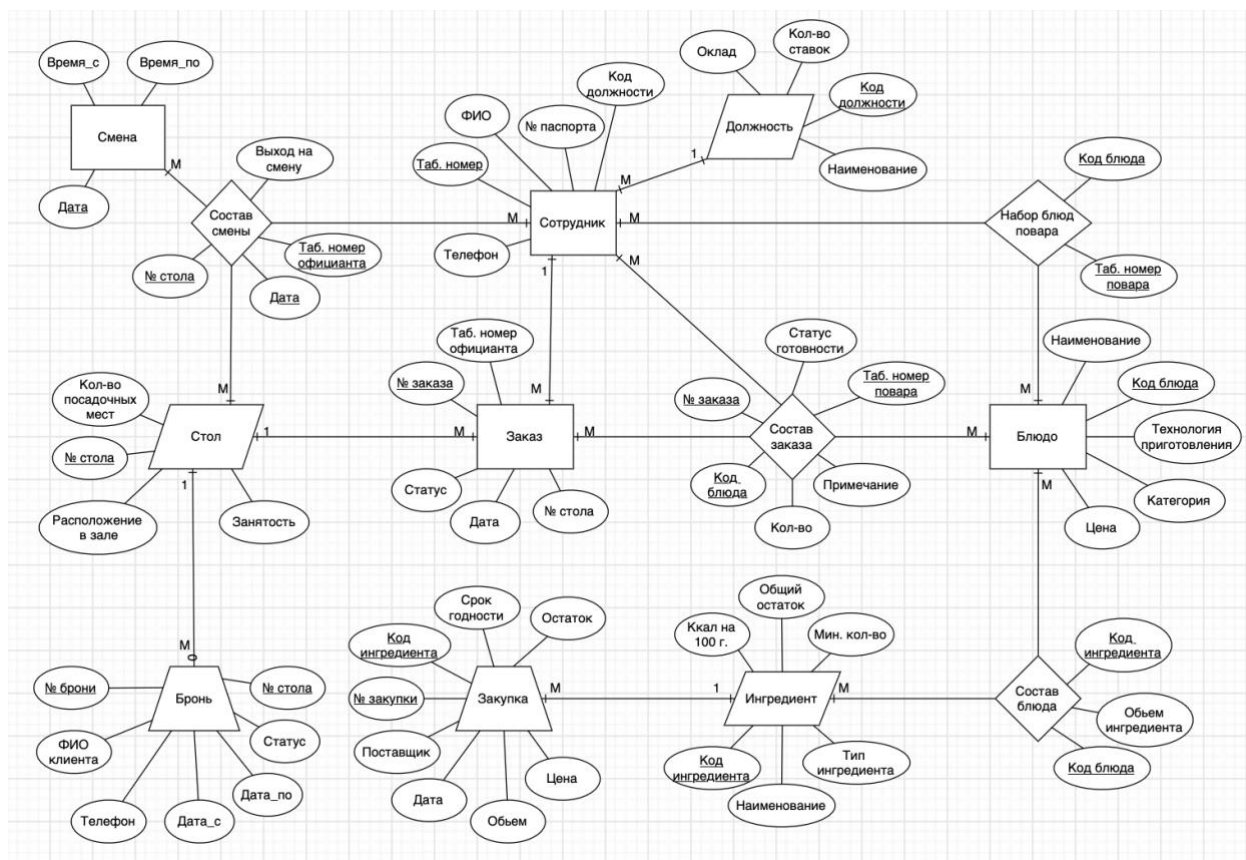 Время_с
Время_по
Смена
Дата
М
Выход на
смену
Состав
смены
Таб. номер
официанта
№ стола
Дата
М
ФИО
№ паспорта
Код
должности
Таб. номер
Сотрудник
Телефон
М
М
М
М
1
Оклад
Кол-во
ставок
Код
должности
Должность
Наименование
1
Код блюда
Набор блюд
повара
Таб. номер
повара
М
Кол-во
посадочных
мест
Стол
№ стола
Расположение
в зале
Занятость
1
1
Таб. номер
официанта
№ заказа
М
М
Заказ
М
Статус
Дата
№ стола
Статус
готовности
Таб. номер
повара
№ заказа
Состав
заказа
Код
блюда
Примечание
Кол-во
М
Наименование
Код блюда
Блюдо
Технология
приготовления
Категория
Цена
М
М
№ брони
Бронь
№ стола
ФИО
клиента
Статус
Телефон
Дата_с
Дата_по
Срок
годности
Остаток
Код
ингредиента
№ закупки
Закупка
М
Поставщик
Дата
Обьем
Цена
Общий
остаток
Ккал на
100 г.
Мин. кол-во
1
Ингредиент
М
Код
ингредиента
Тип
ингредиента
Наименование
Код
ингредиента
Состав
блюда
Обьем
ингредиента
Код блюда